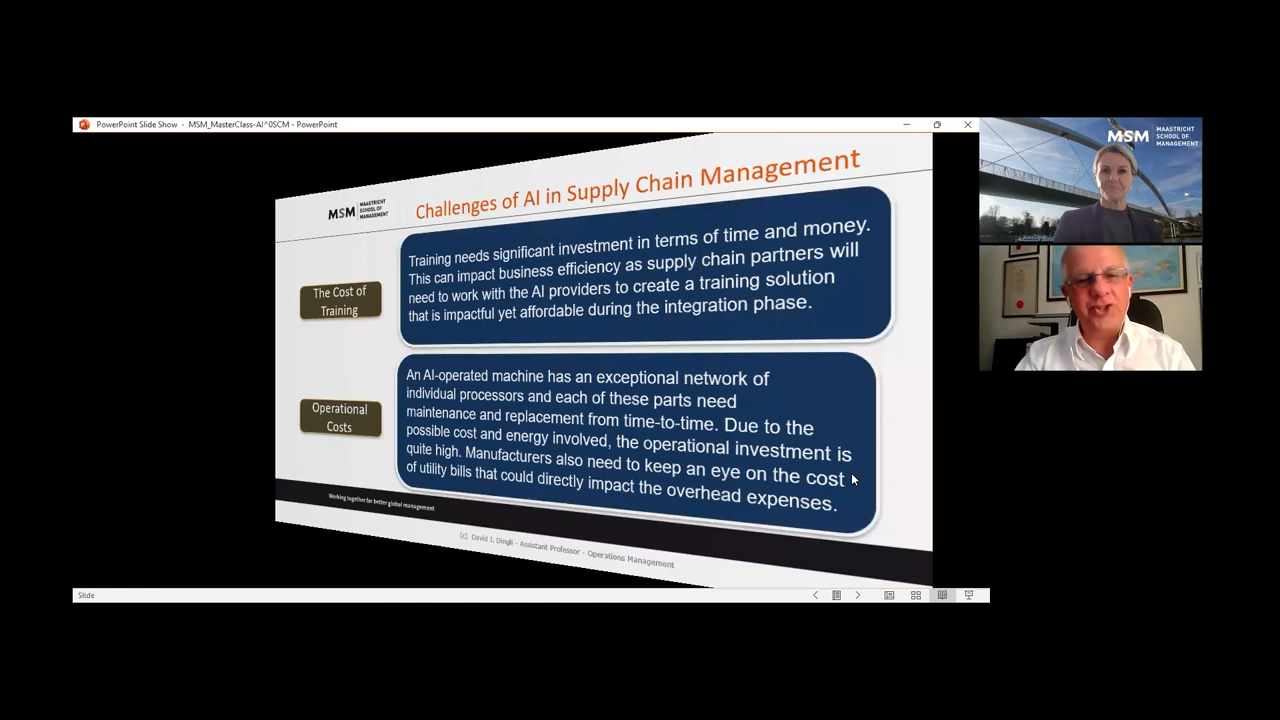 PowerPoint Slide Show - MSM_MasterClass-AI^0SCM - PowerPoint
MSM MAASTRICHT
SCHOOL OF
MANAGEMENT
Challenges of AI in Supply Chain Management
MSM MAASTRICHT
SCHOOL OF
MANAGEMENT
The Cost of
Training
Training needs significant investment in terms of time and money.
This can impact business efficiency as supply chain partners will
need to work with the AI providers to create a training solution
that is impactful yet affordable during the integration phase.
Operational
Costs
An AI-operated machine has an exceptional network of
individual processors and each of these parts need
maintenance and replacement from time-to-time. Due to the
possible cost and energy involved, the operational investment is
quite high. Manufacturers also need to keep an eye on the cost
of utility bills that could directly impact the overhead expenses.
Working together for better global management
(c) David J. Dingli - Assistant Professor - Operations Management
Slide